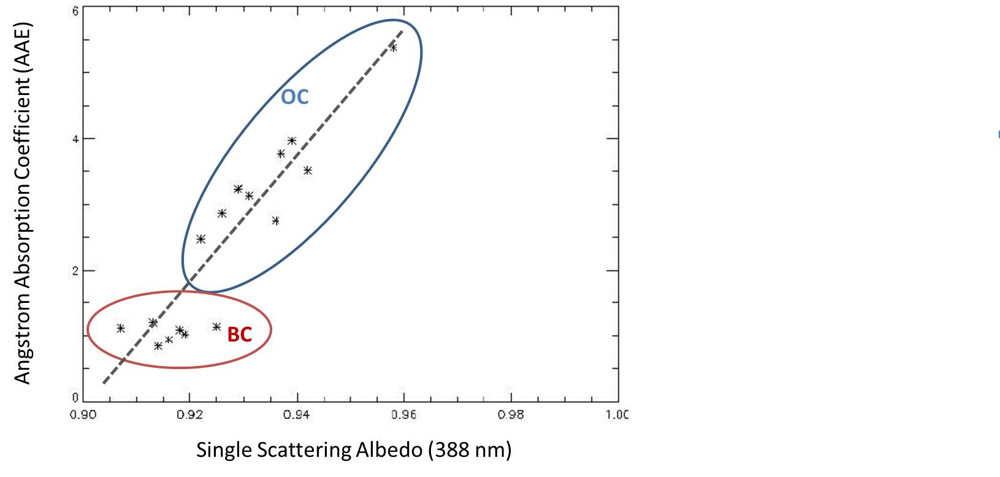 Angstrom Absorption Coefficient (AAE)
6
4
2
0
OC
BC
0.90 0.92 0.94 0.96 0.98 1.00
Single Scattering Albedo (388 nm)